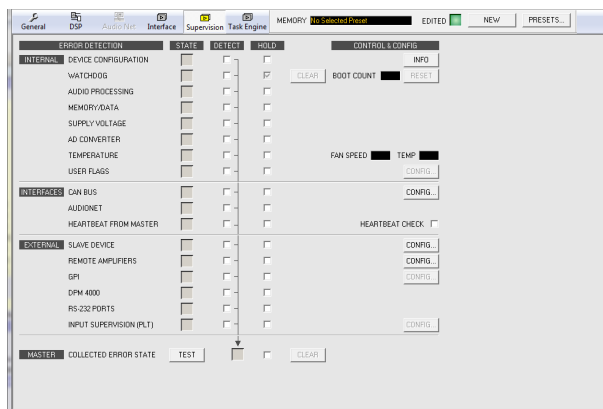 General DSP Audio Net Interface Supervision Task Engine MEMORY No Selected Preset EDITED NEW PRESETS...
ERROR DETECTION STATE DETECT HOLD CONTROL & CONFIG
INTERNAL DEVICE CONFIGURATION INFO
WATCHDOG CLEAR BOOT COUNT RESET
AUDIO PROCESSING
MEMORY/DATA
SUPPLY VOLTAGE
AD CONVERTER
TEMPERATURE FAN SPEED TEMP
USER FLAGS CONFIG...
INTERFACES CAN BUS CONFIG...
AUDIONET
HEARTBEAT FROM MASTER HEARTBEAT CHECK
EXTERNAL SLAVE DEVICE CONFIG...
REMOTE AMPLIFIERS CONFIG...
GPI CONFIG...
DPM 4000
RS-232 PORTS
INPUT SUPERVISION (PLT) CONFIG...
MASTER COLLECTED ERROR STATE TEST CLEAR